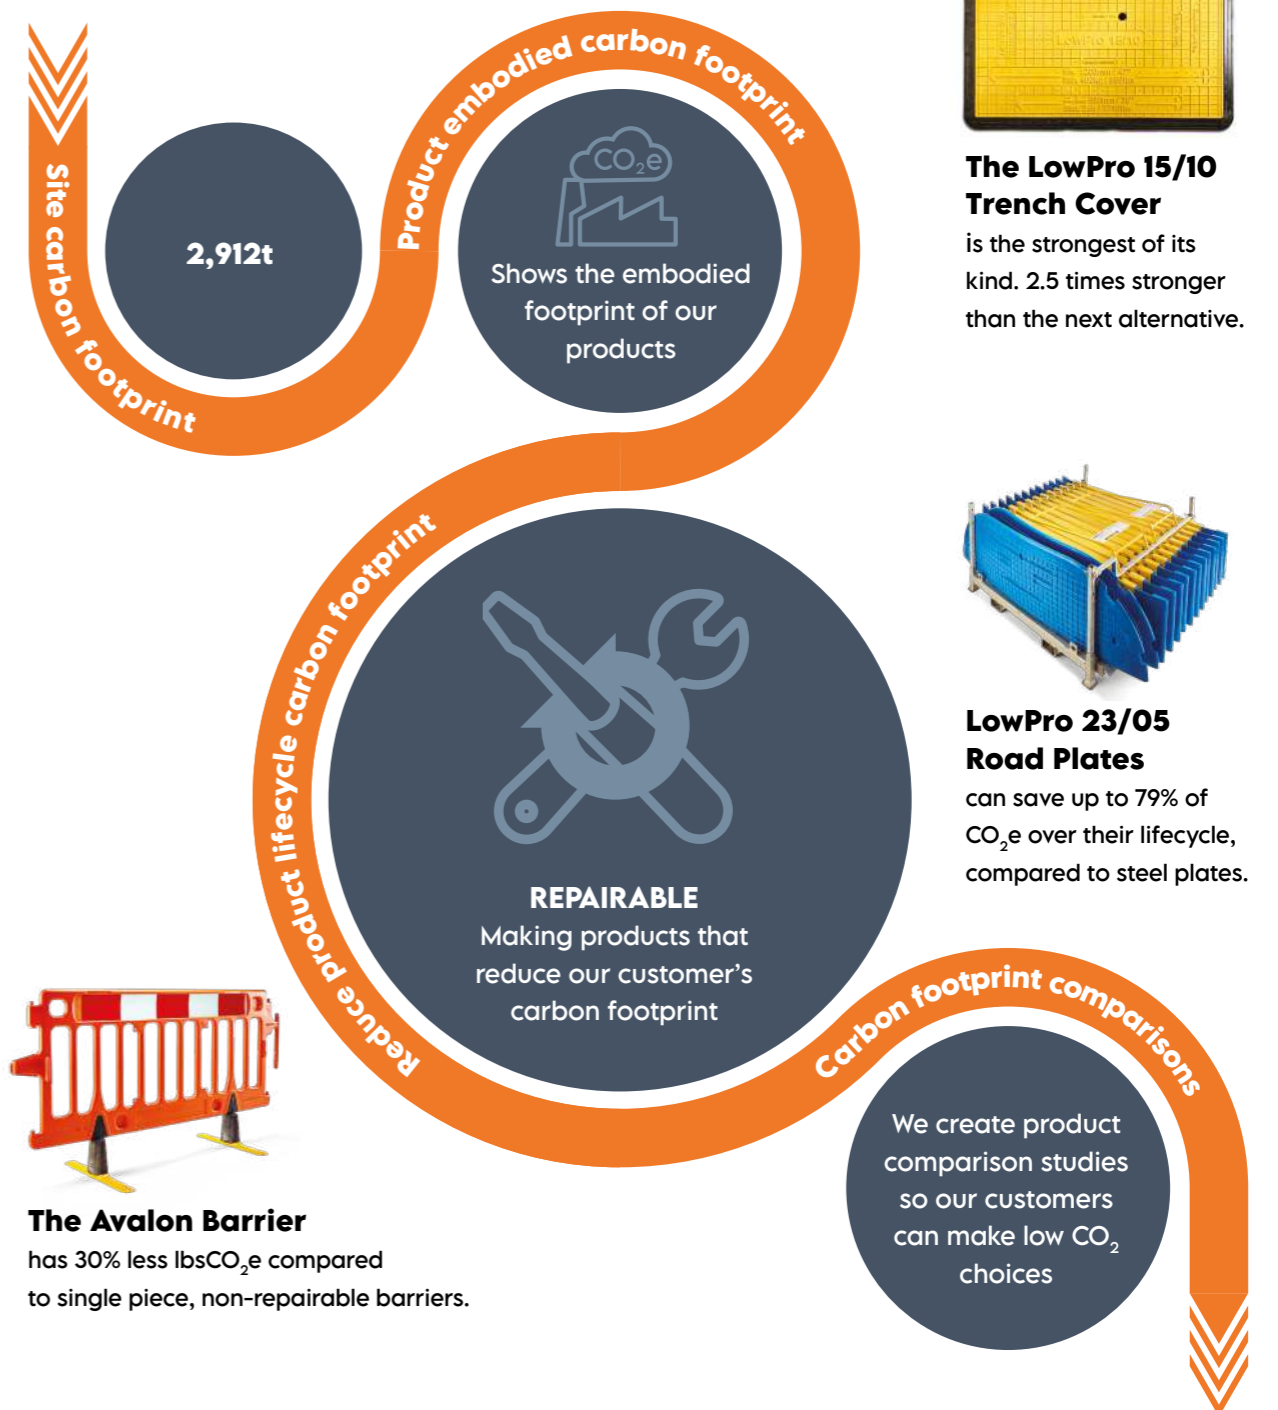 Site carbon footprint
2,912t
Product embodied carbon footprint
CO₂e
Shows the embodied
footprint of our
products
LowPro 15/10
The LowPro 15/10
Trench Cover
is the strongest of its
kind. 2.5 times stronger
than the next alternative.
Reduce product lifecycle carbon footprint
REPAIRABLE
Making products that
reduce our customer's
carbon footprint
LowPro 23/05
Road Plates
can save up to 79% of
CO₂e over their lifecycle,
compared to steel plates.
Carbon footprint comparisons
We create product
comparison studies
so our customers
can make low CO₂
choices
The Avalon Barrier
has 30% less lbsCO₂e compared
to single piece, non-repairable barriers.